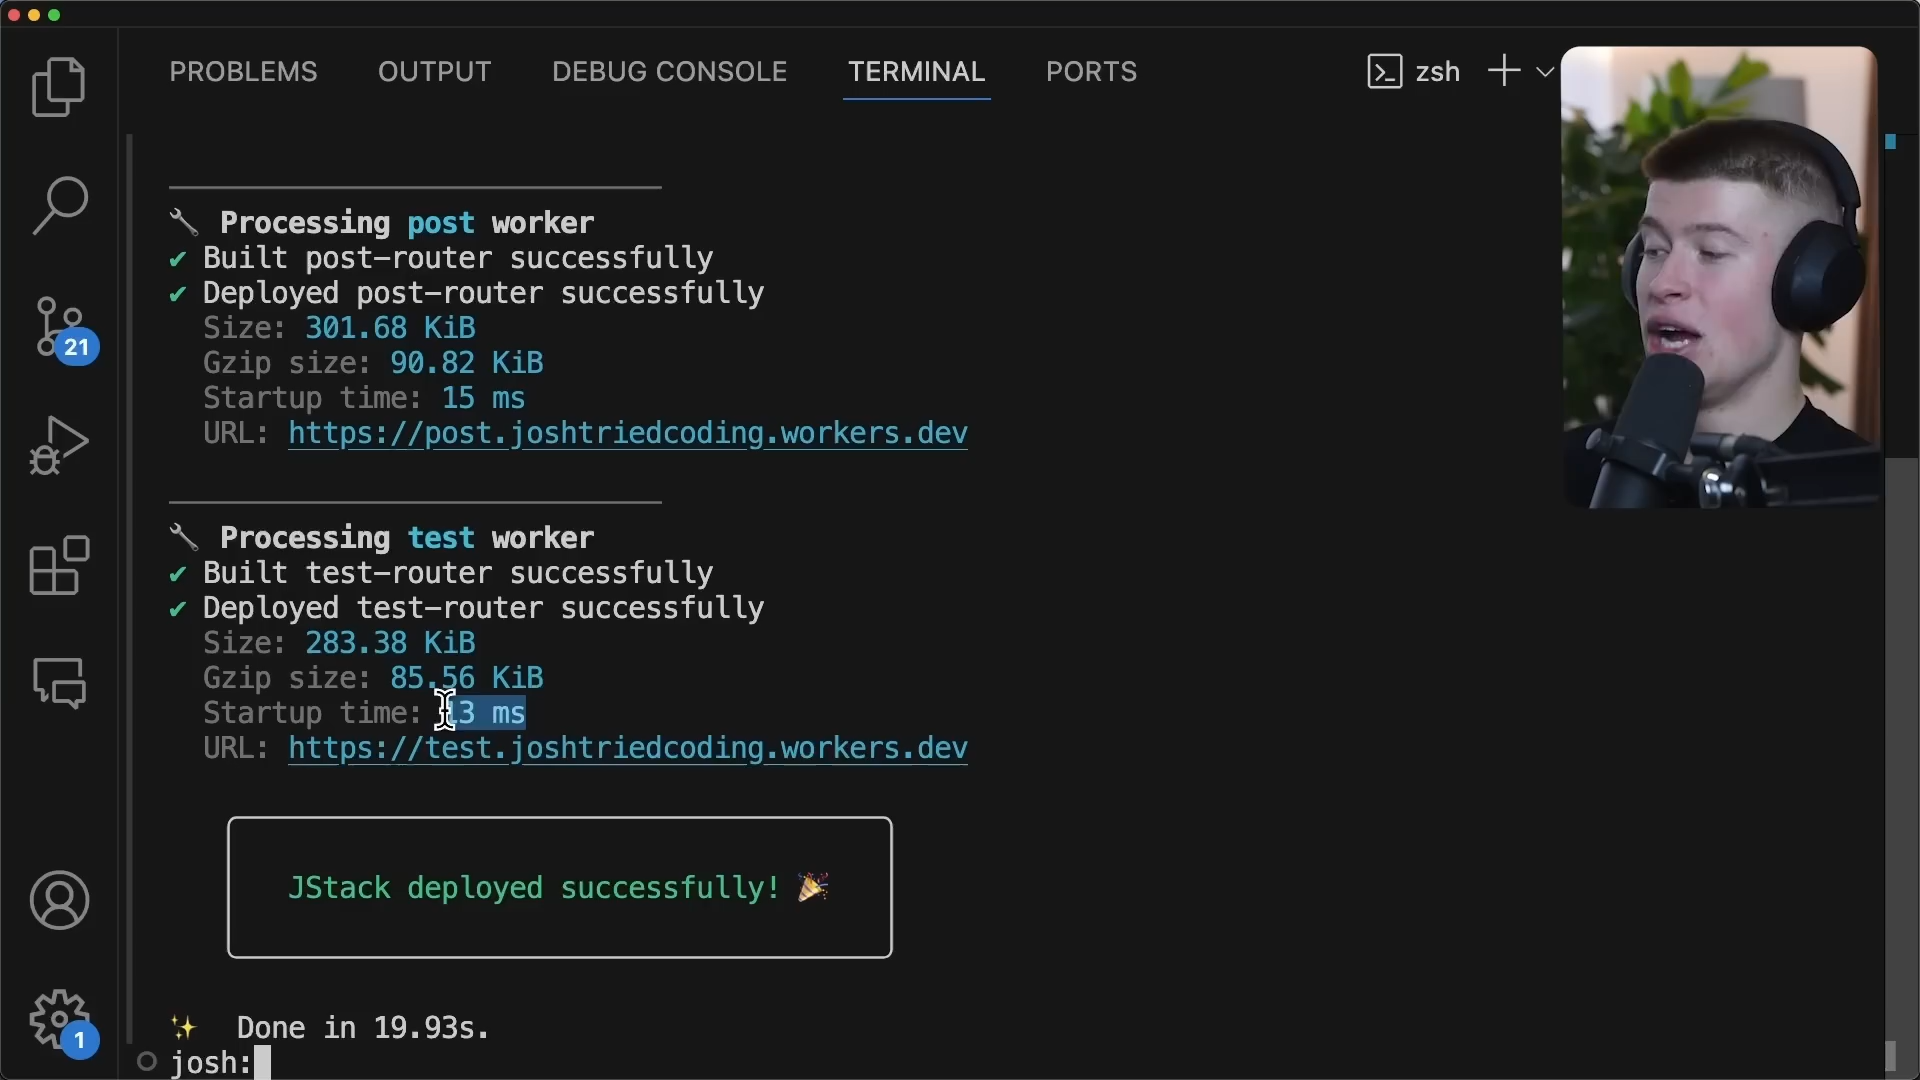 PROBLEMS OUTPUT DEBUG CONSOLE TERMINAL PORTS zsh
Processing post worker
✔ Built post-router successfully
✔ Deployed post-router successfully
Size: 301.68 KiB
Gzip size: 90.82 KiB
Startup time: 15 ms
URL: https://post.joshtriedcoding.workers.dev
Processing test worker
✔ Built test-router successfully
✔ Deployed test-router successfully
Size: 283.38 KiB
Gzip size: 85.56 KiB
Startup time: 13 ms
URL: https://test.joshtriedcoding.workers.dev
JStack deployed successfully! 🎉
✨ Done in 19.93s.
josh:
21
1